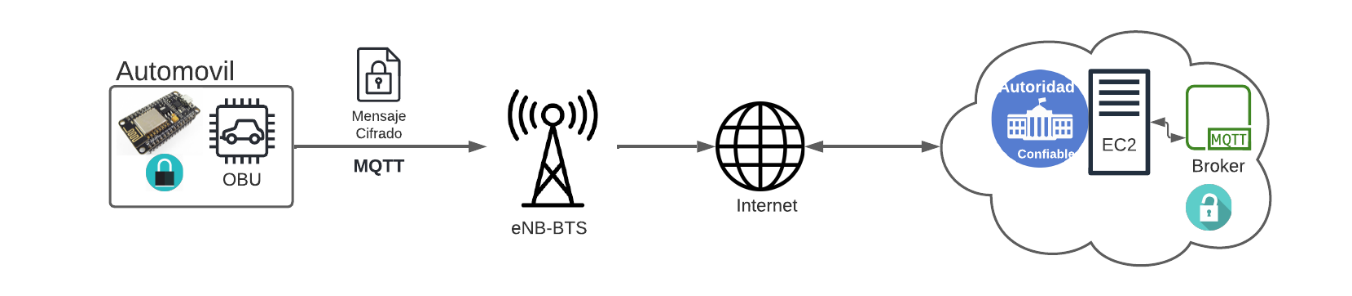 Automovil
OBU
Mensaje
Cifrado
MQTT
eNB-BTS
Internet
Autoridad
Confiable
EC2
MQTT
Broker